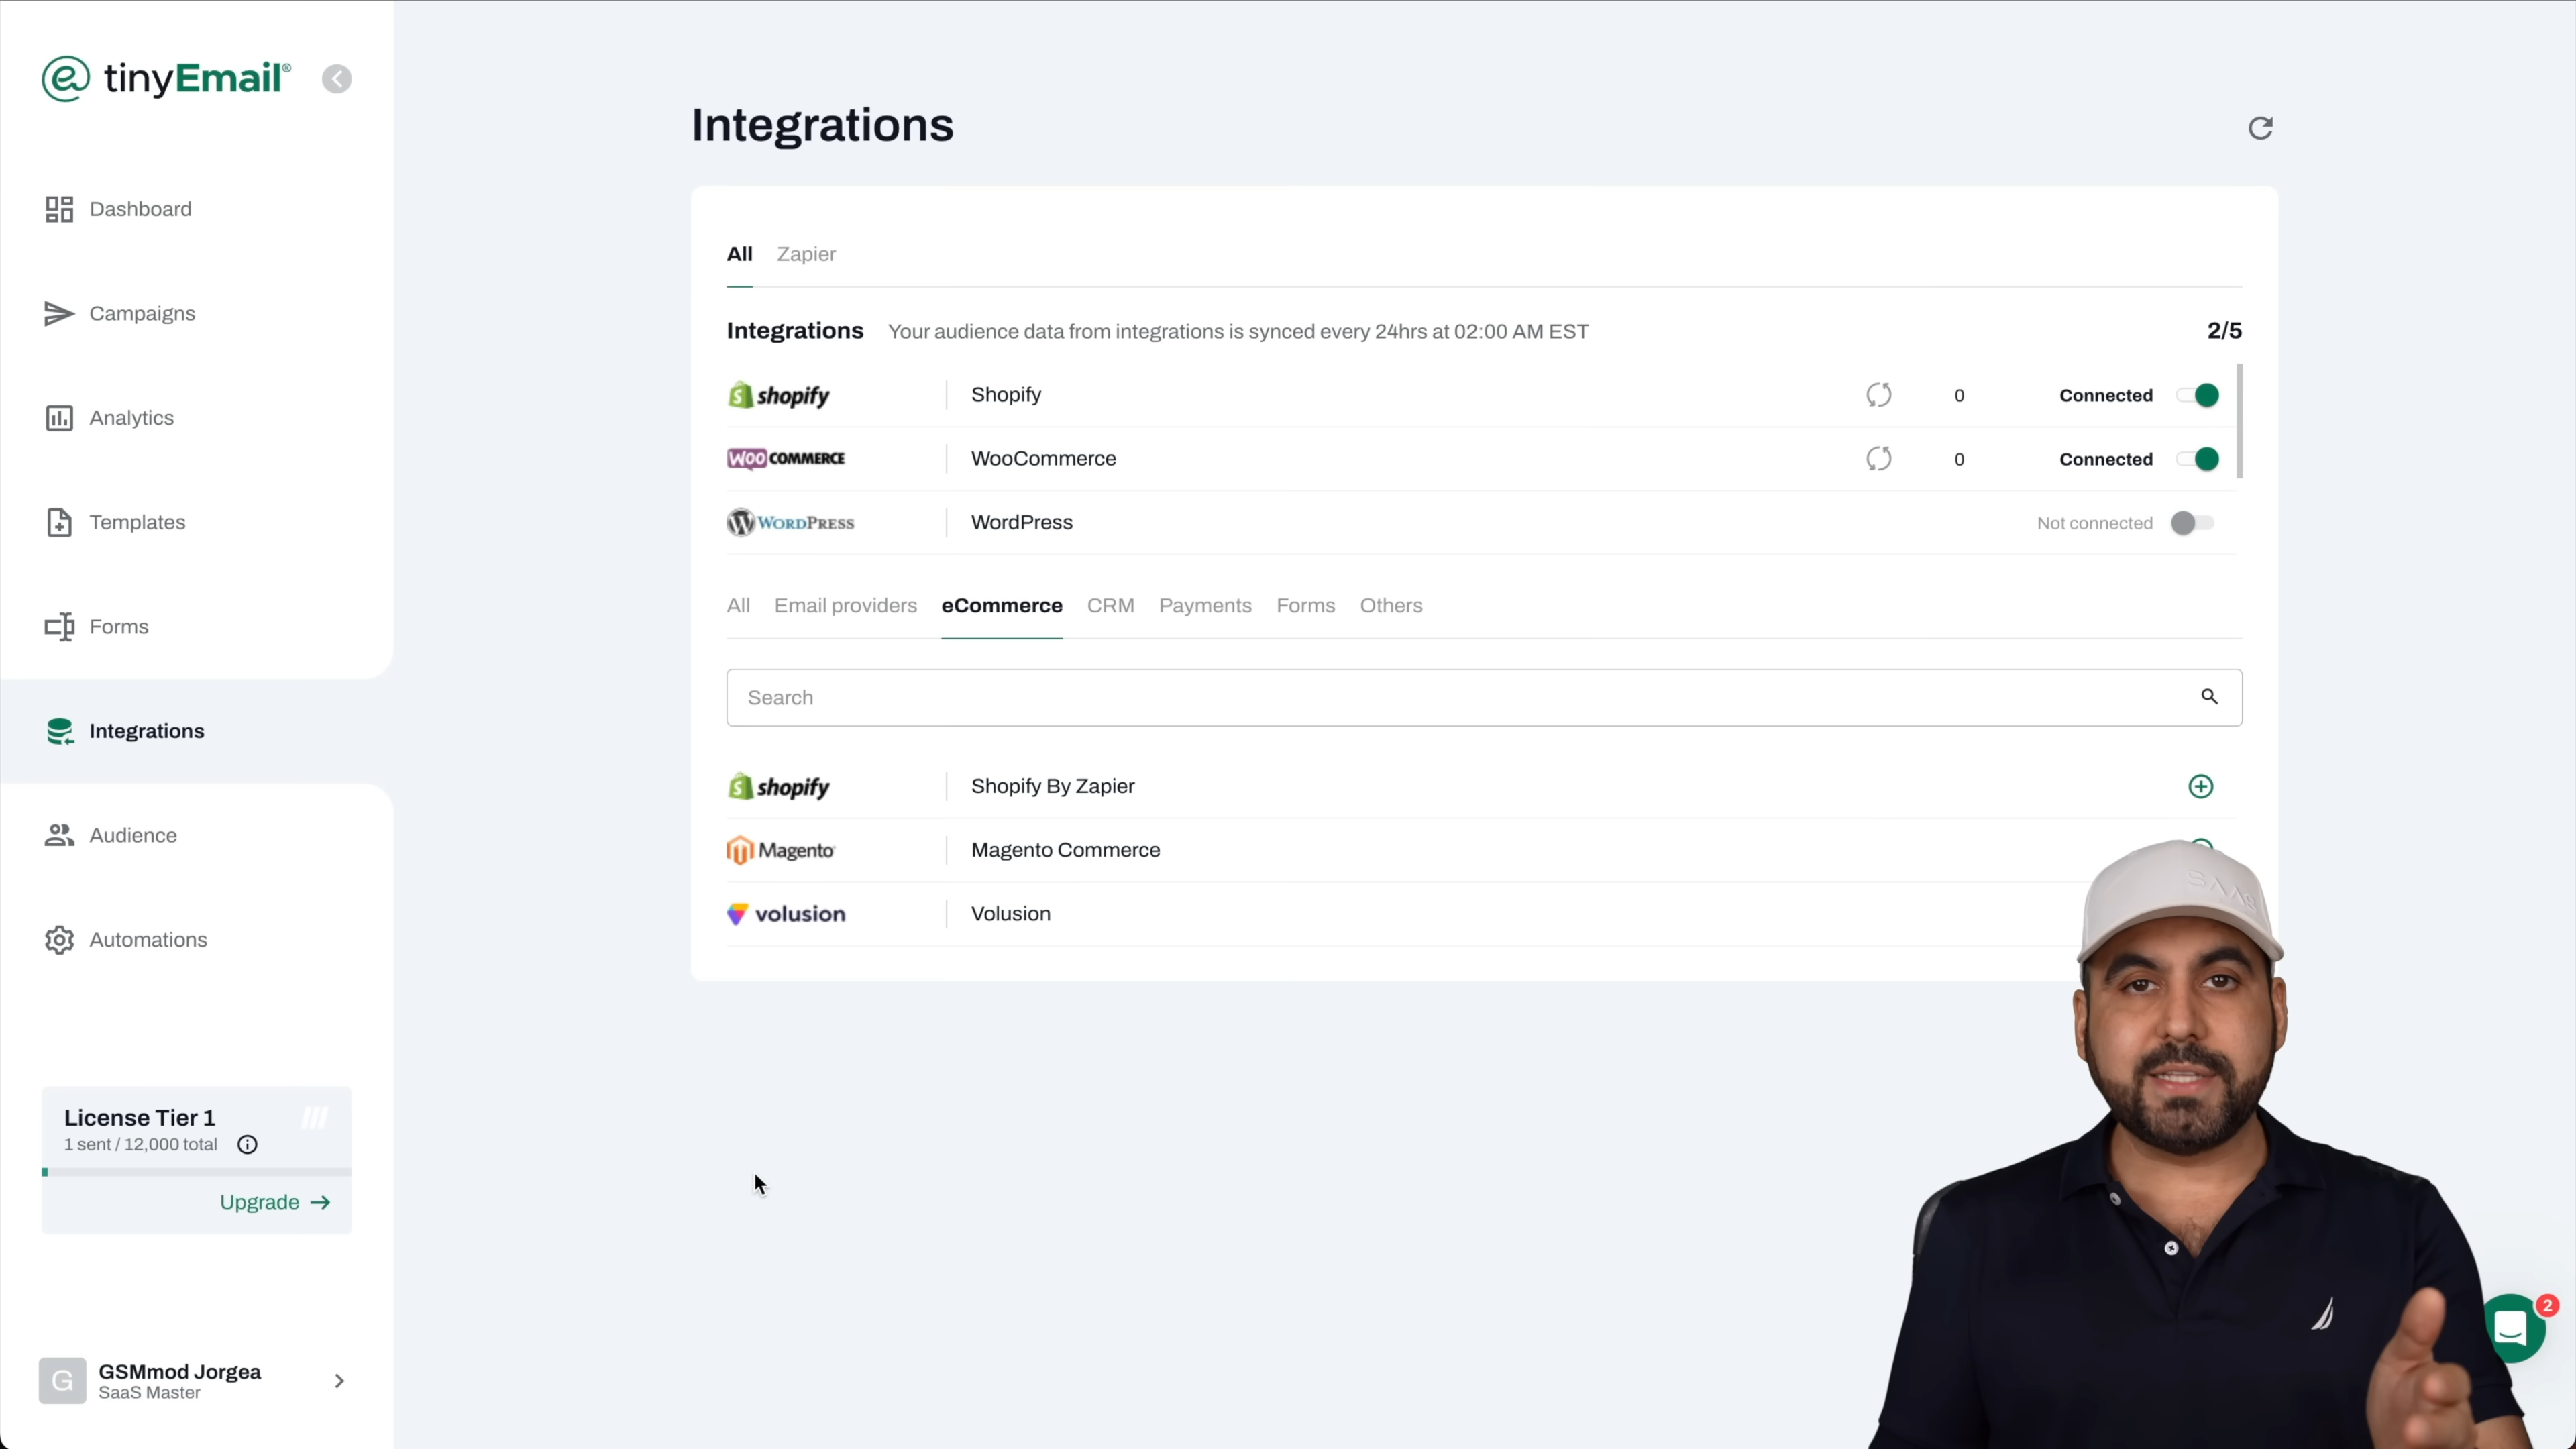 tinyEmail®
Dashboard
Campaigns
Analytics
Templates
Forms
Integrations
Audience
Automations
License Tier 1
1 sent / 12,000 total
Upgrade
G
GSMmod Jorgea
SaaS Master
Integrations
All Zapier
Integrations Your audience data from integrations is synced every 24hrs at 02:00 AM EST 2/5
shopify Shopify 0 Connected
WOO COMMERCE WooCommerce 0 Connected
WORDPRESS WordPress Not connected
All Email providers eCommerce CRM Payments Forms Others
Search
shopify Shopify By Zapier
Magento Magento Commerce
volusion Volusion
SAAS
2